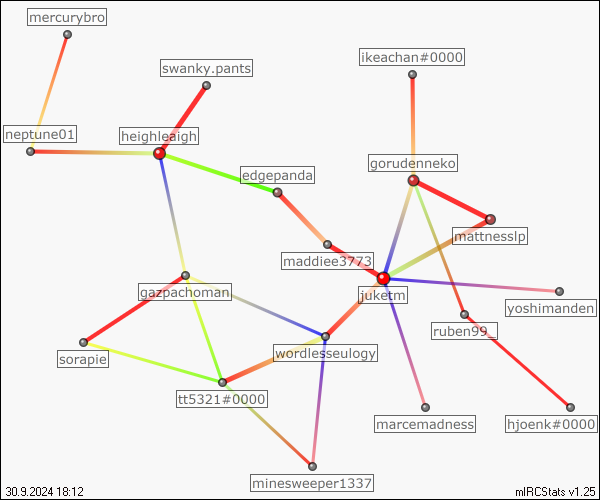 mercurybro
ikeachan#0000
swanky.pants
neptune01
heighleaigh
gorudenneko
edgepanda
mattnesslp
maddiee3773
gazpachoman
juketm
yoshimanden
ruben99_
wordlesseulogy
sorapie
tt5321#0000
marcemadness
hjoenk#0000
minesweeper1337
30.9.2024 18:12
mIRCStats v1.25